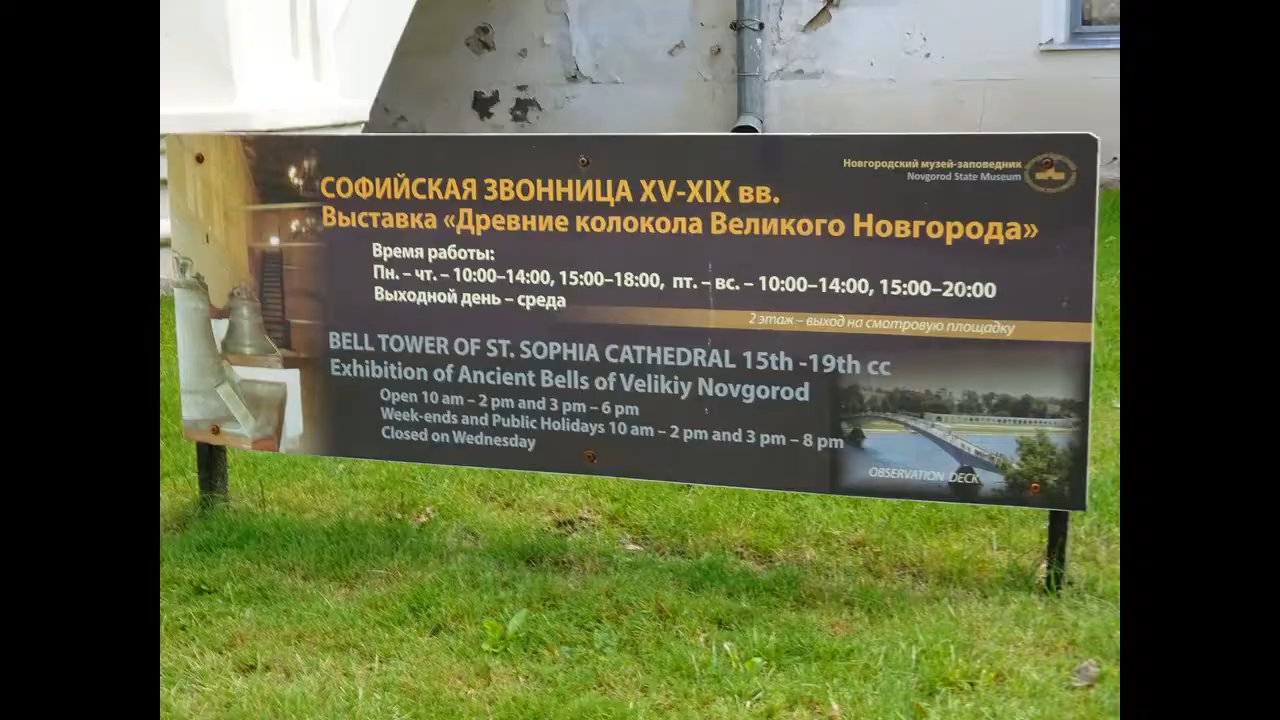 Новгородский музей-заповедник
Novgorod State Museum
СОФИЙСКАЯ ЗВОННИЦА XV-XIX вв.
Выставка «Древние колокола Великого Новгорода»
Время работы:
Пн. – чт. – 10:00–14:00, 15:00–18:00, пт. – вс. – 10:00–14:00, 15:00–20:00
Выходной день – среда
2 этаж – выход на смотровую площадку
BELL TOWER OF ST. SOPHIA CATHEDRAL 15th -19th cc
Exhibition of Ancient Bells of Velikiy Novgorod
Open 10 am – 2 pm and 3 pm – 6 pm
Week-ends and Public Holidays 10 am – 2 pm and 3 pm – 8 pm
Closed on Wednesday
OBSERVATION DECK